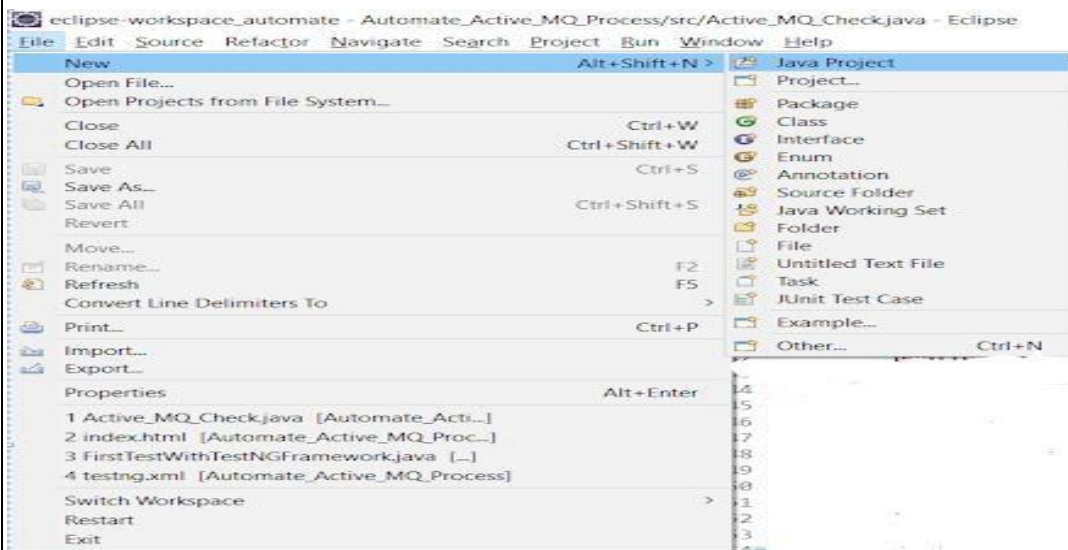 eclipse-workspace_automate - Automate_Active_MQ_Process/src/Active_MQ_Check.java - Eclipse
File Edit Source Refactor Navigate Search Project Run Window Help
New Alt+Shift+N >
Open File...
Open Projects from File System...
Close Ctrl+W
Close All Ctrl+Shift+W
Save Ctrl+S
Save As...
Save All Ctrl+Shift+S
Revert
Move...
Rename... F2
Refresh F5
Convert Line Delimiters To >
Print... Ctrl+P
Import...
Export...
Properties Alt+Enter
1 Active_MQ_Check.java [Automate_Acti...]
2 index.html [Automate_Active_MQ_Proc...]
3 FirstTestWithTestNGFramework.java [...]
4 testng.xml [Automate_Active_MQ_Process]
Switch Workspace >
Restart
Exit
Java Project
Project...
Package
Class
Interface
Enum
Annotation
Source Folder
Java Working Set
Folder
File
Untitled Text File
Task
JUnit Test Case
Example...
Other... Ctrl+N